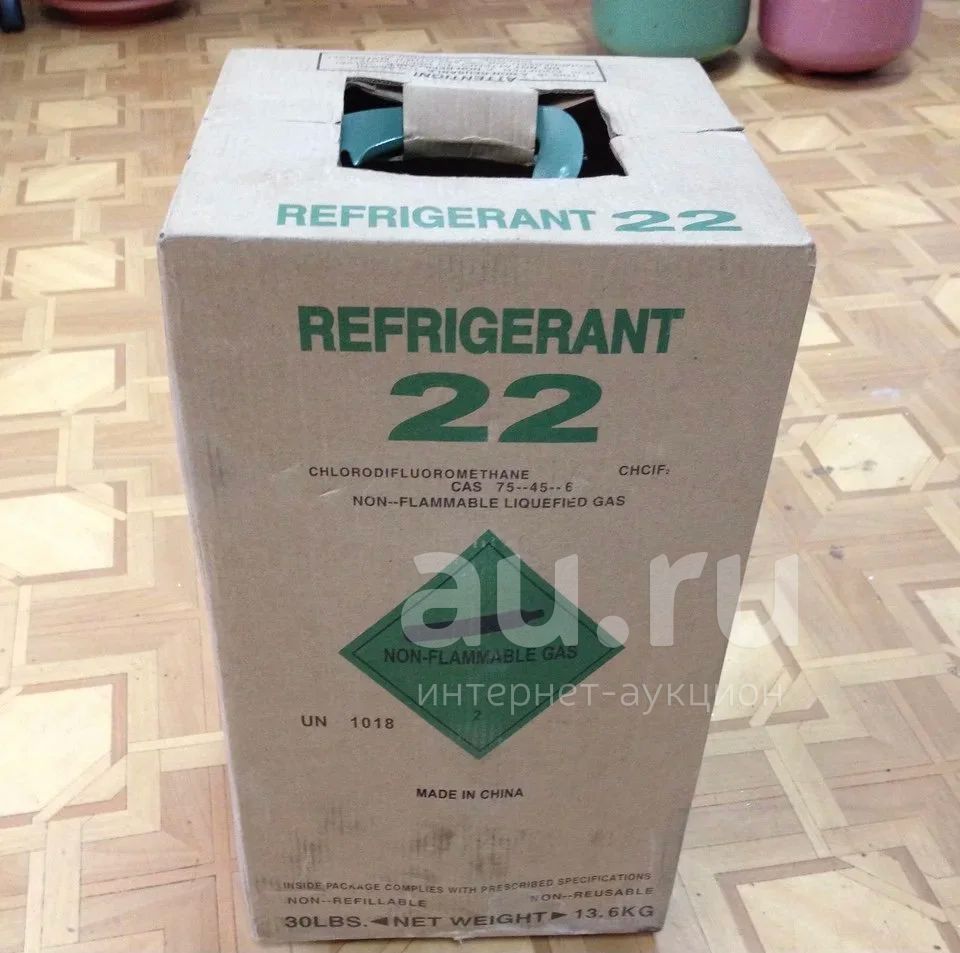 ATTENTION!
REFRIGERANT 22
REFRIGERANT
22
CHLORODIFLUOROMETHANE CHCIF₂
CAS 75--45--6
NON--FLAMMABLE LIQUEFIED GAS
au.ru
NON-FLAMMABLE GAS
интернет-аукцион
2
UN 1018
MADE IN CHINA
INSIDE PACKAGE COMPLIES WITH PRESCRIBED SPECIFICATIONS
NON--REFILLABLE NON--REUSABLE
30LBS. ◄NET WEIGHT► 13.6KG